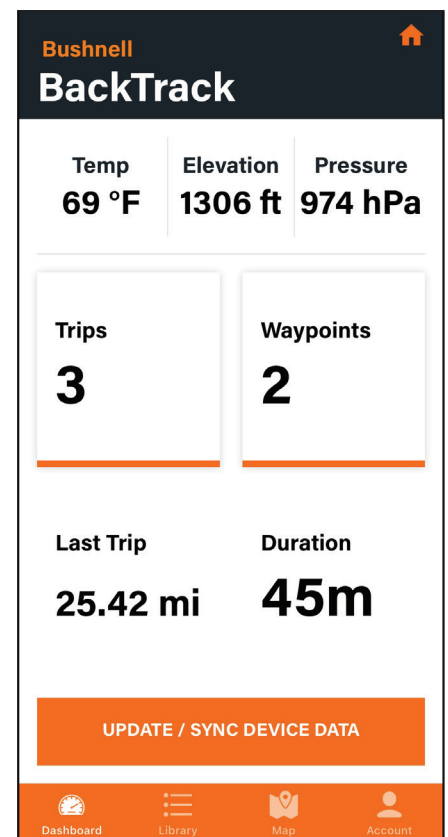 Bushnell
BackTrack
Temp Elevation Pressure
69 °F 1306 ft 974 hPa
Trips Waypoints
3 2
Last Trip Duration
25.42 mi 45m
UPDATE / SYNC DEVICE DATA
Dashboard Library Map Account